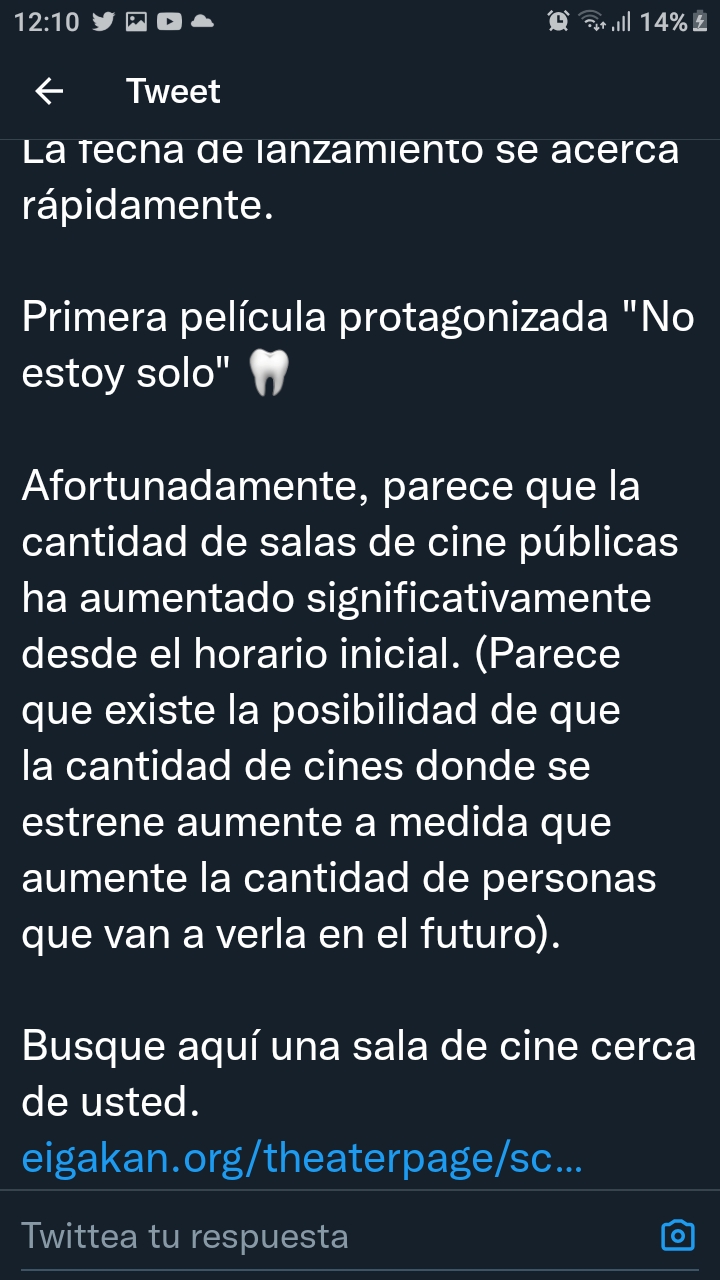 12:10 14%
Tweet
La fecha de lanzamiento se acerca
rápidamente.
Primera película protagonizada "No
estoy solo" 🦷
Afortunadamente, parece que la
cantidad de salas de cine públicas
ha aumentado significativamente
desde el horario inicial. (Parece
que existe la posibilidad de que
la cantidad de cines donde se
estrene aumente a medida que
aumente la cantidad de personas
que van a verla en el futuro).
Busque aquí una sala de cine cerca
de usted.
eigakan.org/theaterpage/sc...
Twittea tu respuesta